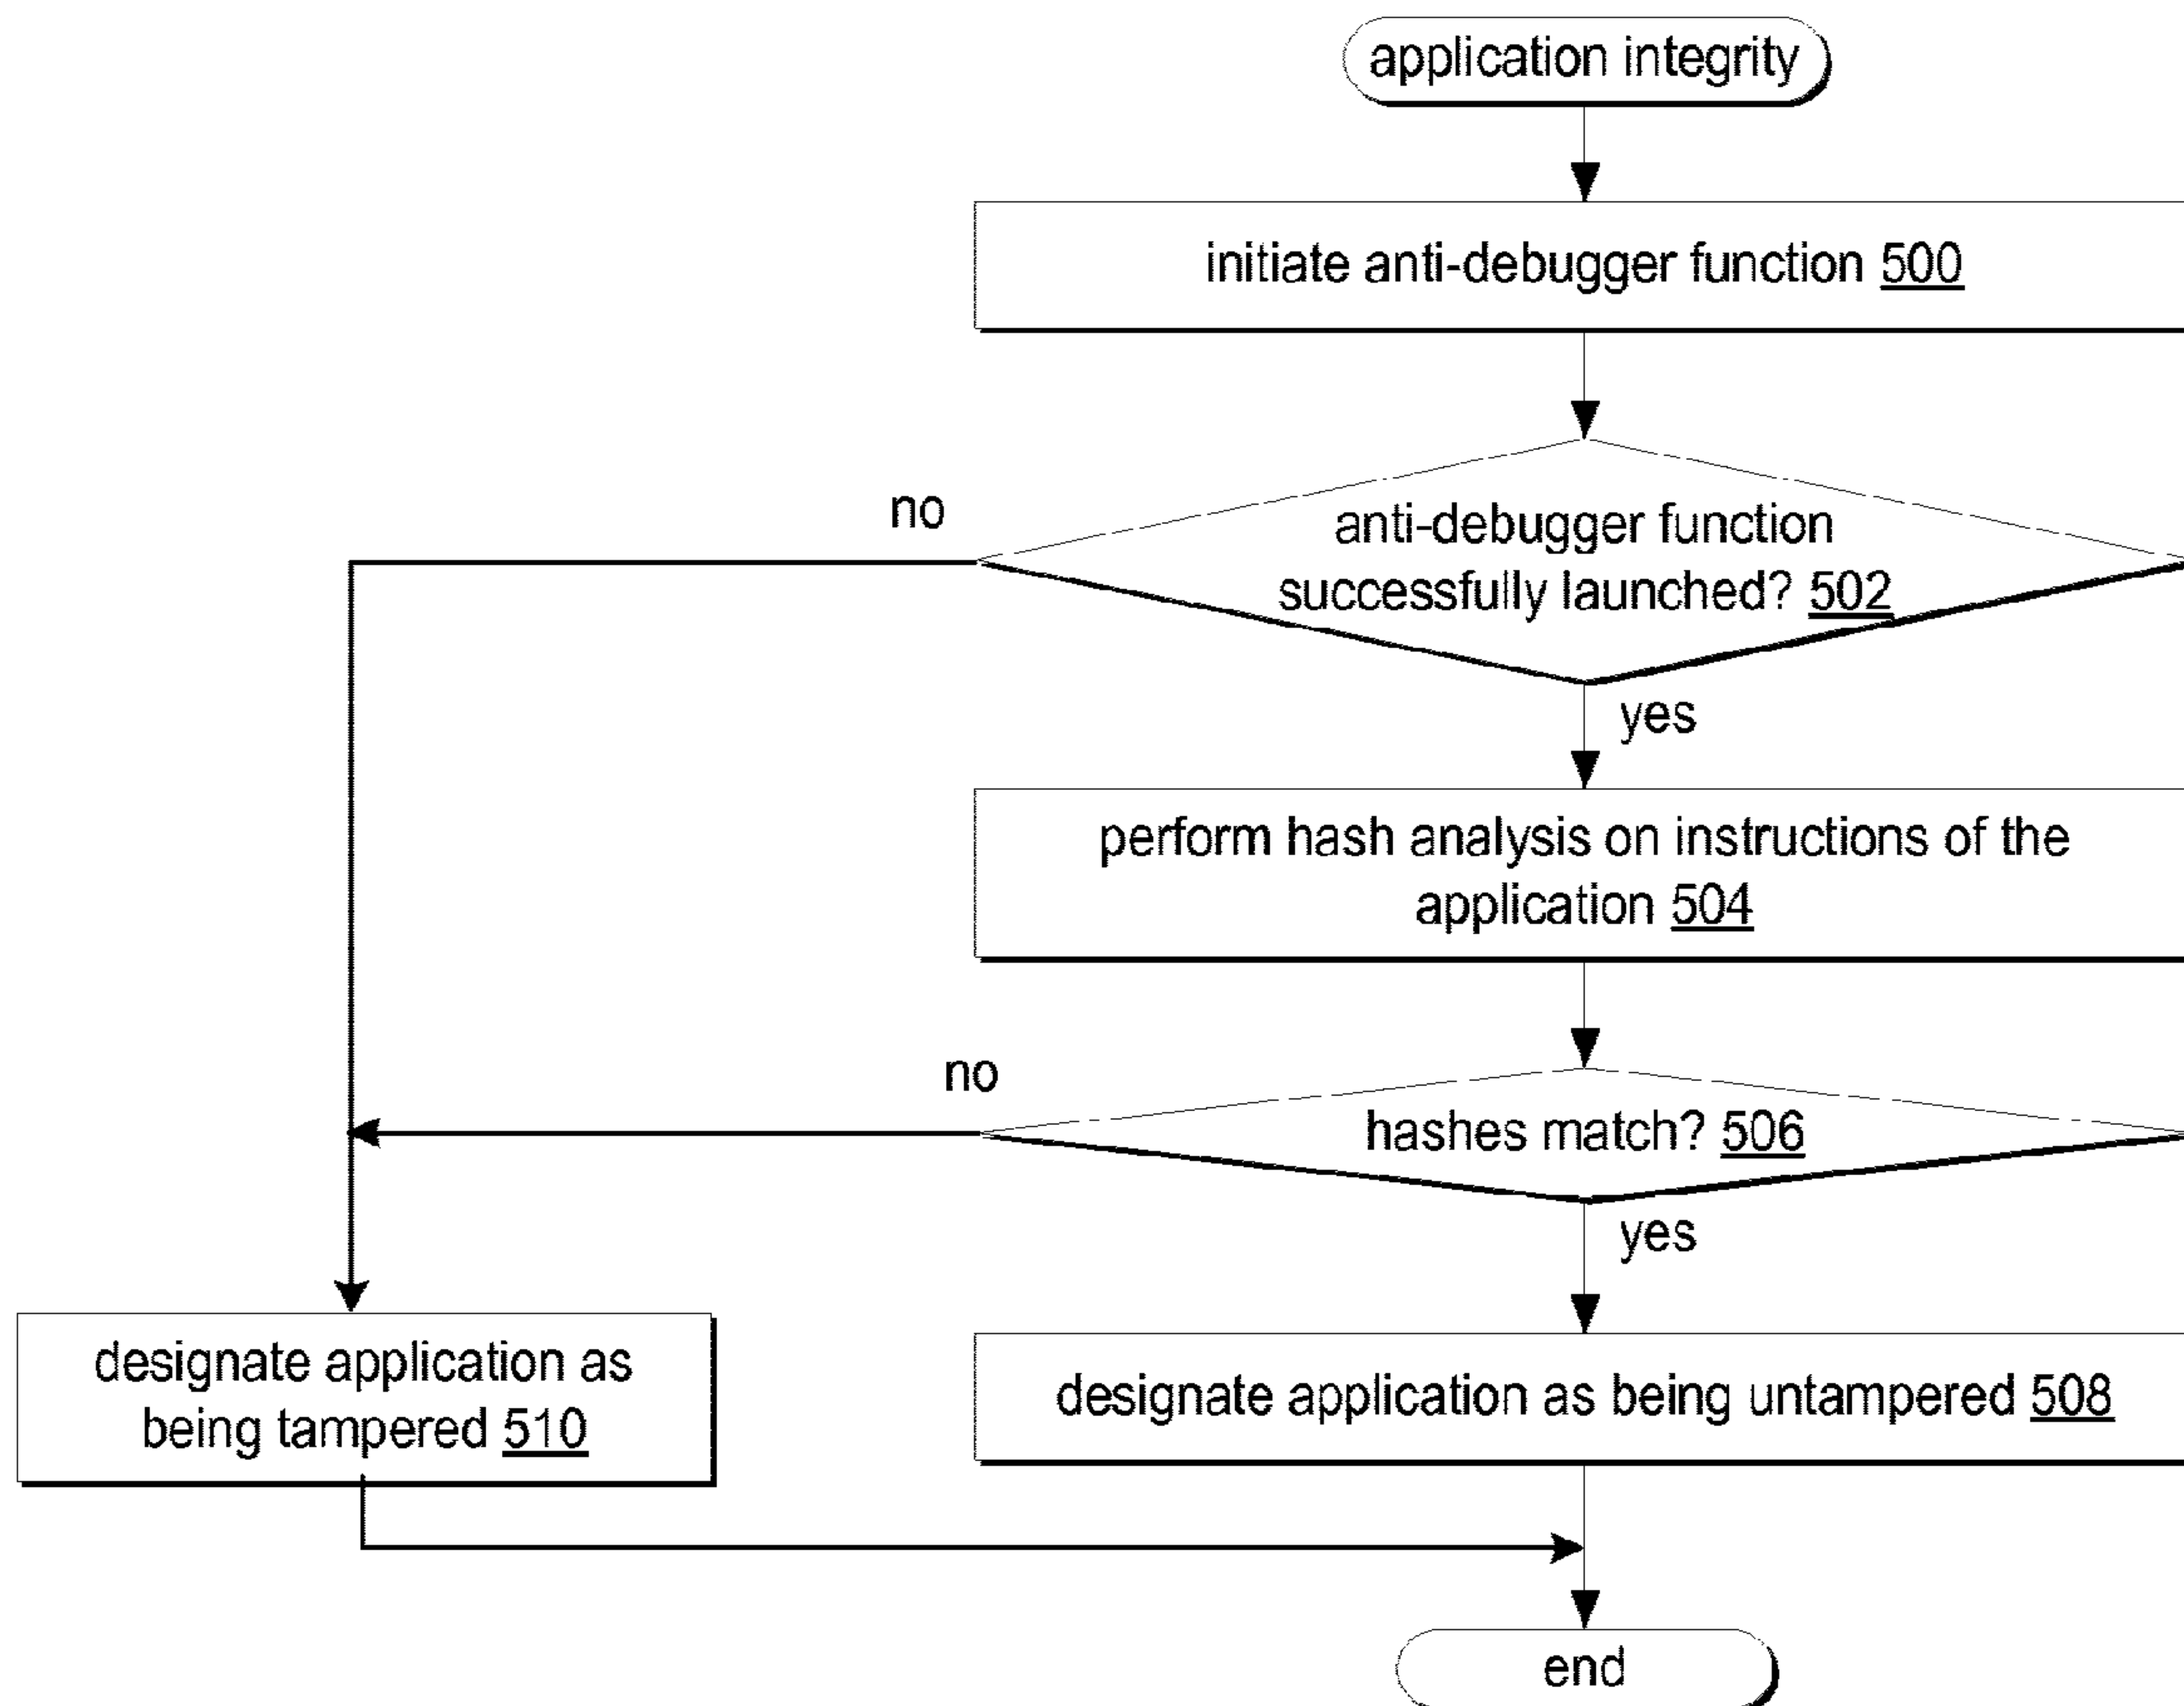 application integrity
initiate anti-debugger function 500
no
anti-debugger function
successfully launched? 502
yes
perform hash analysis on instructions of the
application 504
no
hashes match? 506
yes
designate application as
being tampered 510
designate application as being untampered 508
end